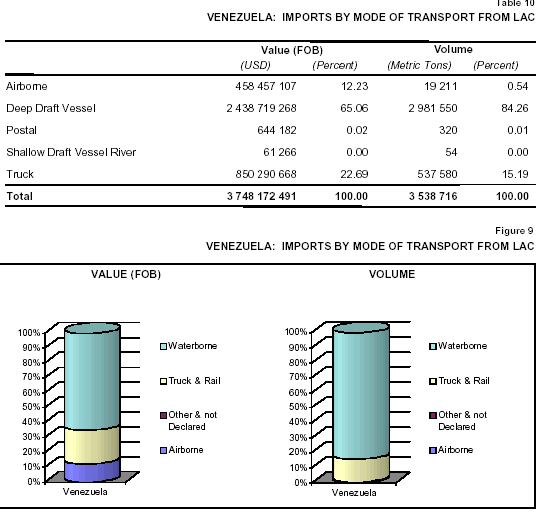 Table 10
VENEZUELA: IMPORTS BY MODE OF TRANSPORT FROM LAC
Value (FOB) Volume
(USD) (Percent) (Metric Tons) (Percent)
Airborne 458 457 107 12.23 19 211 0.54
Deep Draft Vessel 2 438 719 268 65.06 2 981 550 84.26
Postal 644 182 0.02 320 0.01
Shallow Draft Vessel River 61 266 0.00 54 0.00
Truck 850 290 668 22.69 537 580 15.19
Total 3 748 172 491 100.00 3 538 716 100.00
Figure 9
VENEZUELA: IMPORTS BY MODE OF TRANSPORT FROM LAC
VALUE (FOB)
100%
90%
80%
70%
60%
50%
40%
30%
20%
10%
0%
Venezuela
Waterborne
Truck & Rail
Other & not
Declared
Airborne
VOLUME
100%
90%
80%
70%
60%
50%
40%
30%
20%
10%
0%
Venezuela
Waterborne
Truck & Rail
Other & not
Declared
Airborne